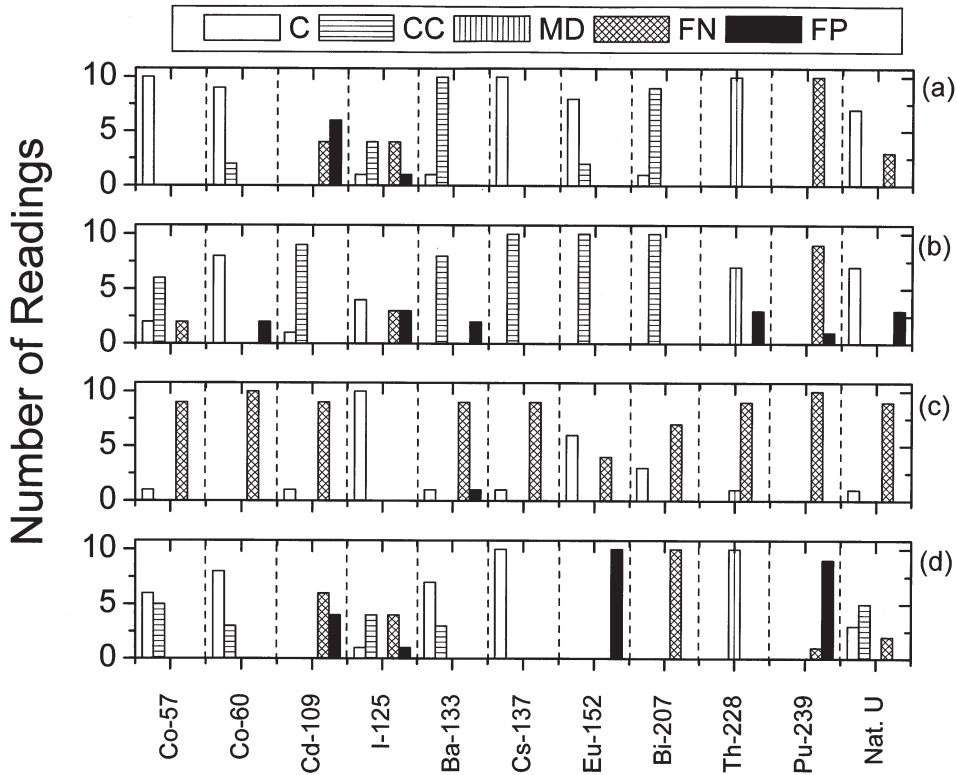 C CC MD FN FP
Number of Readings
10
5
0
(a)
10
5
0
(b)
10
5
0
(c)
10
5
0
(d)
Co-57 Co-60 Cd-109 I-125 Ba-133 Cs-137 Eu-152 Bi-207 Th-228 Pu-239 Nat. U